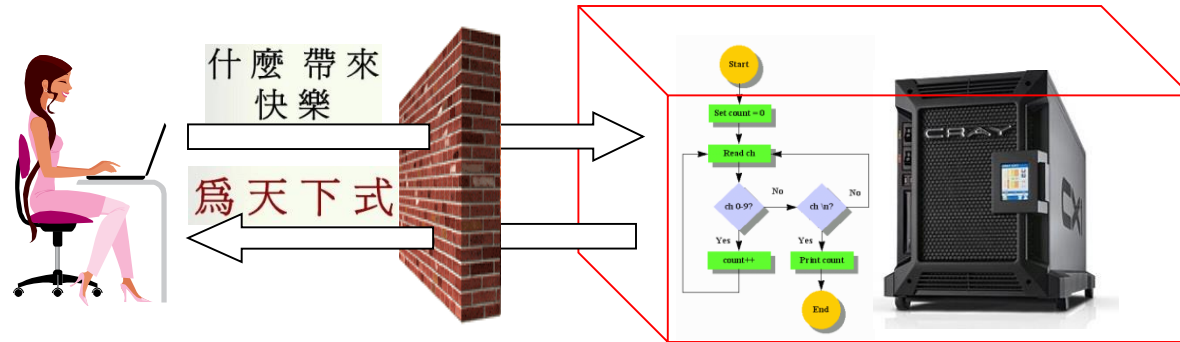 什麼帶來
快樂
為天下式
Start
Set count = 0
Read ch
ch 0-9?
No
ch \n?
No
Yes
Yes
count++
Print count
End
CRAY